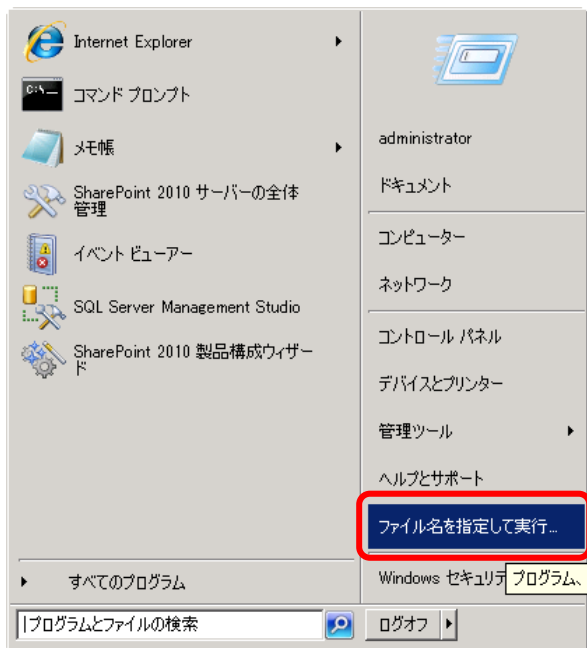 Internet Explorer
コマンド プロンプト
メモ帳
SharePoint 2010 サーバーの全体
管理
イベント ビューアー
SQL Server Management Studio
SharePoint 2010 製品構成ウィザー
ド
すべてのプログラム
プログラムとファイルの検索
administrator
ドキュメント
コンピューター
ネットワーク
コントロール パネル
デバイスとプリンター
管理ツール
ヘルプとサポート
ファイル名を指定して実行...
Windows セキュリテ
プログラム、
ログオフ